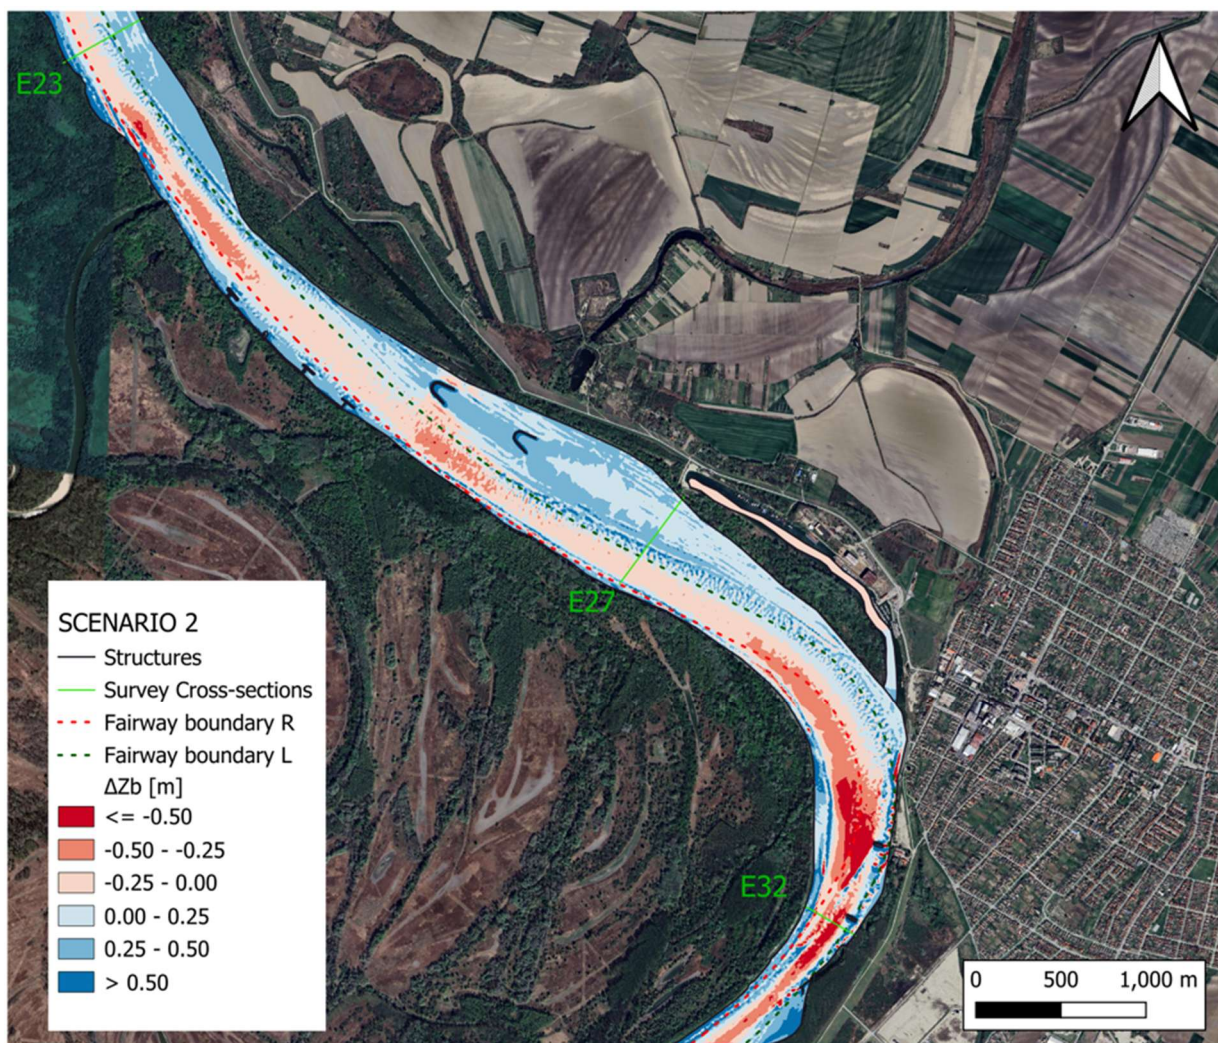 E23
E27
E32
SCENARIO 2
Structures
Survey Cross-sections
Fairway boundary R
Fairway boundary L
ΔZb [m]
<= -0.50
-0.50 - -0.25
-0.25 - 0.00
0.00 - 0.25
0.25 - 0.50
> 0.50
0 500 1,000 m